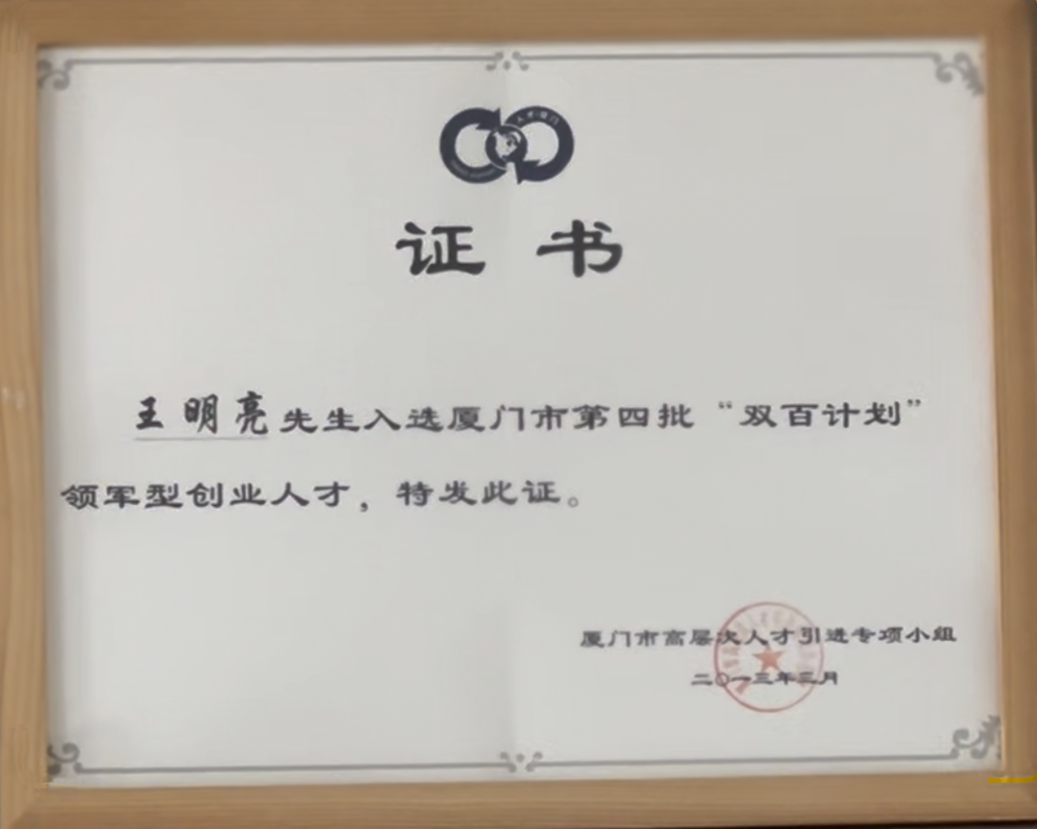 证书
王明亮先生入选厦门市第四批“双百计划”
领军型创业人才，特发此证。
厦门市高层次人才引进专项小组
二〇一三年三月